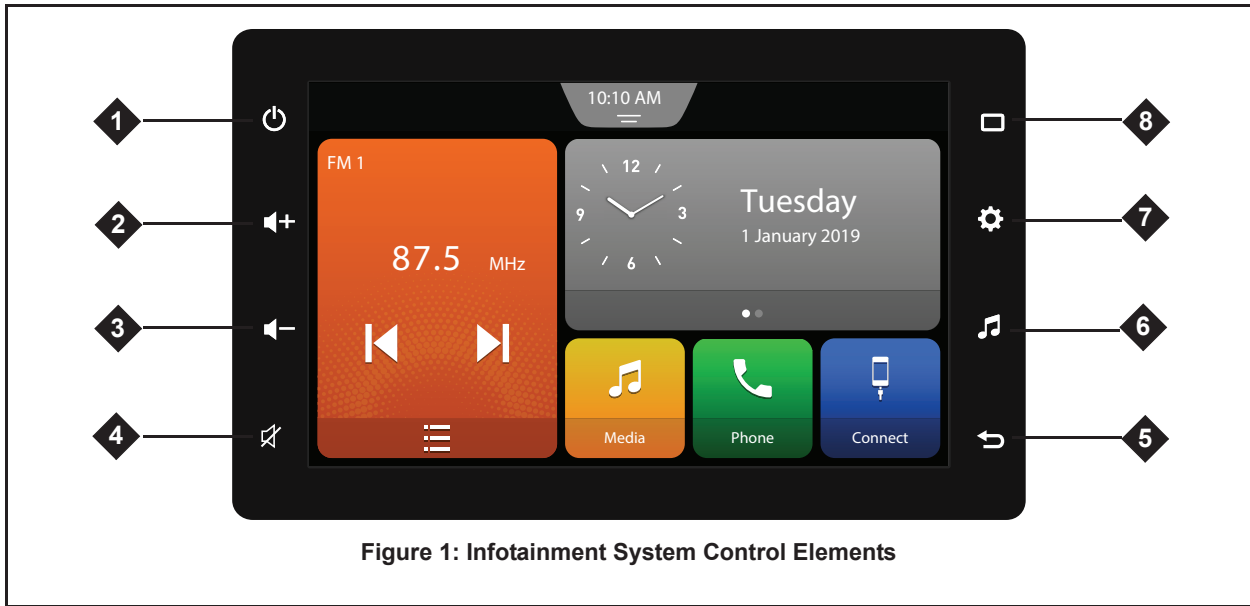 10:10 AM
1
8
FM 1
12
9
3
6
Tuesday
1 January 2019
2
7
87.5 MHz
3
6
Media
Phone
Connect
4
5
Figure 1: Infotainment System Control Elements